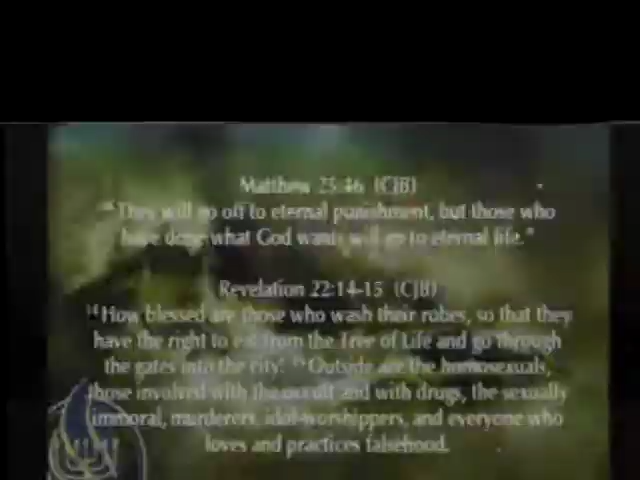 Matthew 25:46 (CJB)
46 They will go off to eternal punishment, but those who
have done what God wants will go to eternal life."
Revelation 22:14-15 (CJB)
14 How blessed are those who wash their robes, so that they
have the right to eat from the Tree of Life and go through
the gates into the city! 15 Outside are the homosexuals,
those involved with the occult and with drugs, the sexually
immoral, murderers, idol-worshippers, and everyone who
loves and practices falsehood.